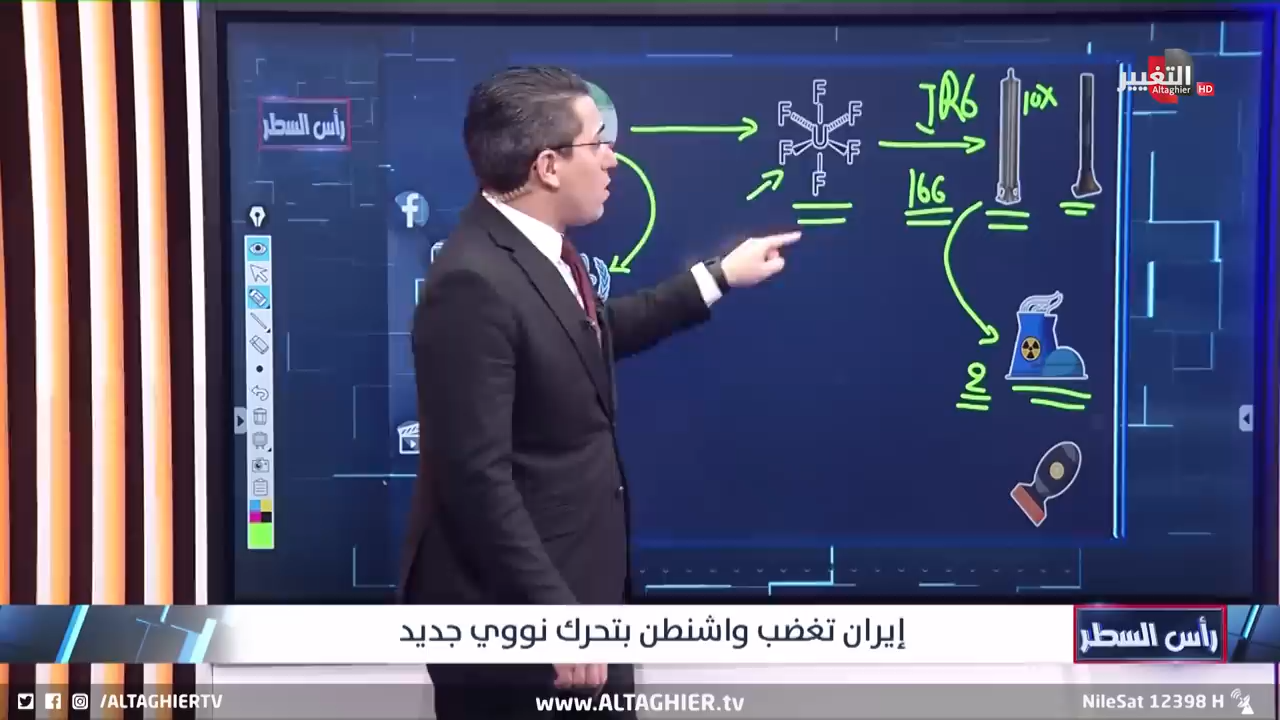 التغيير
Altaghier HD
رأس السطر
F
F F
U
F F
F
IR6
10x
166
2
إيران تغضب واشنطن بتحرك نووي جديد
رأس السطر
/ALTAGHIERTV
www.ALTAGHIER.tv
NileSat 12398 H